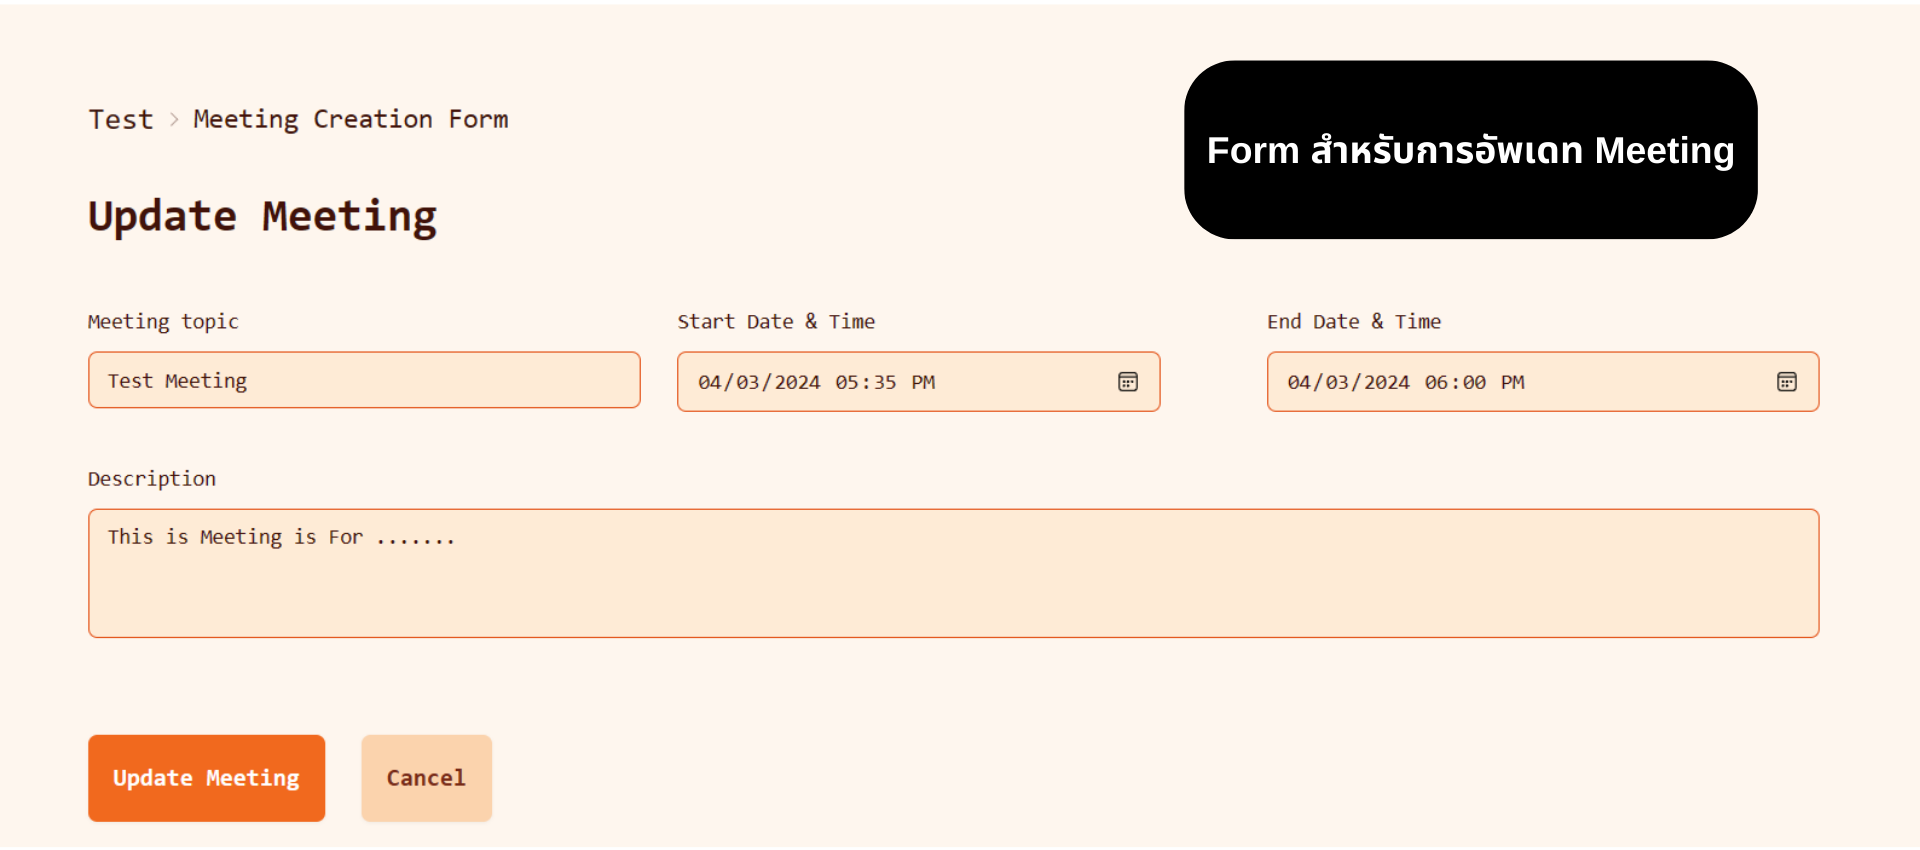 Test > Meeting Creation Form
Form สำหรับการอัพเดท Meeting
Update Meeting
Meeting topic
Start Date & Time
End Date & Time
Test Meeting
04/03/2024 05:35 PM
04/03/2024 06:00 PM
Description
This is Meeting is For .......
Update Meeting
Cancel